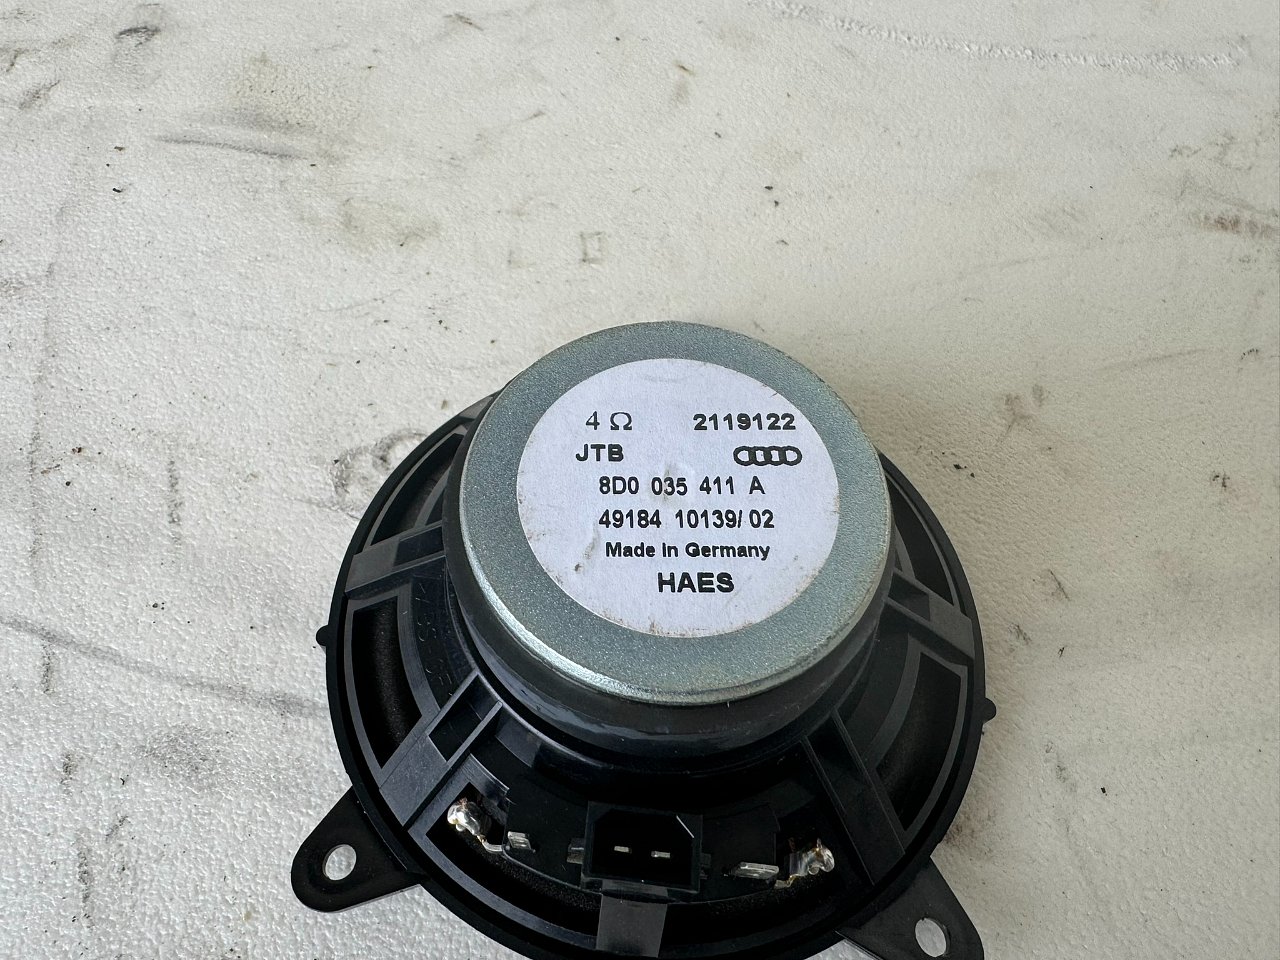 4 Ω 2119122
JTB
8D0 035 411 A
49184 10139/ 02
Made in Germany
HAES